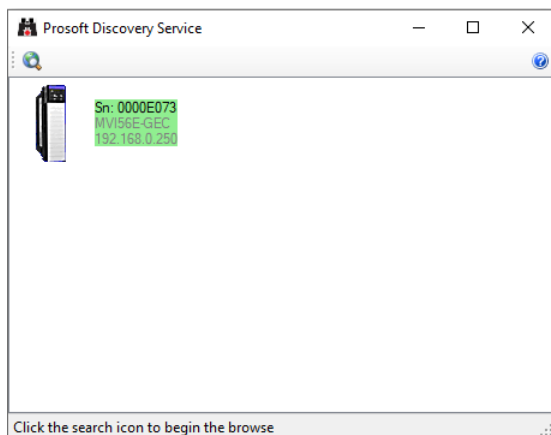 Prosoft Discovery Service
Sn: 0000E073
MVI56E-GEC
192.168.0.250
Click the search icon to begin the browse